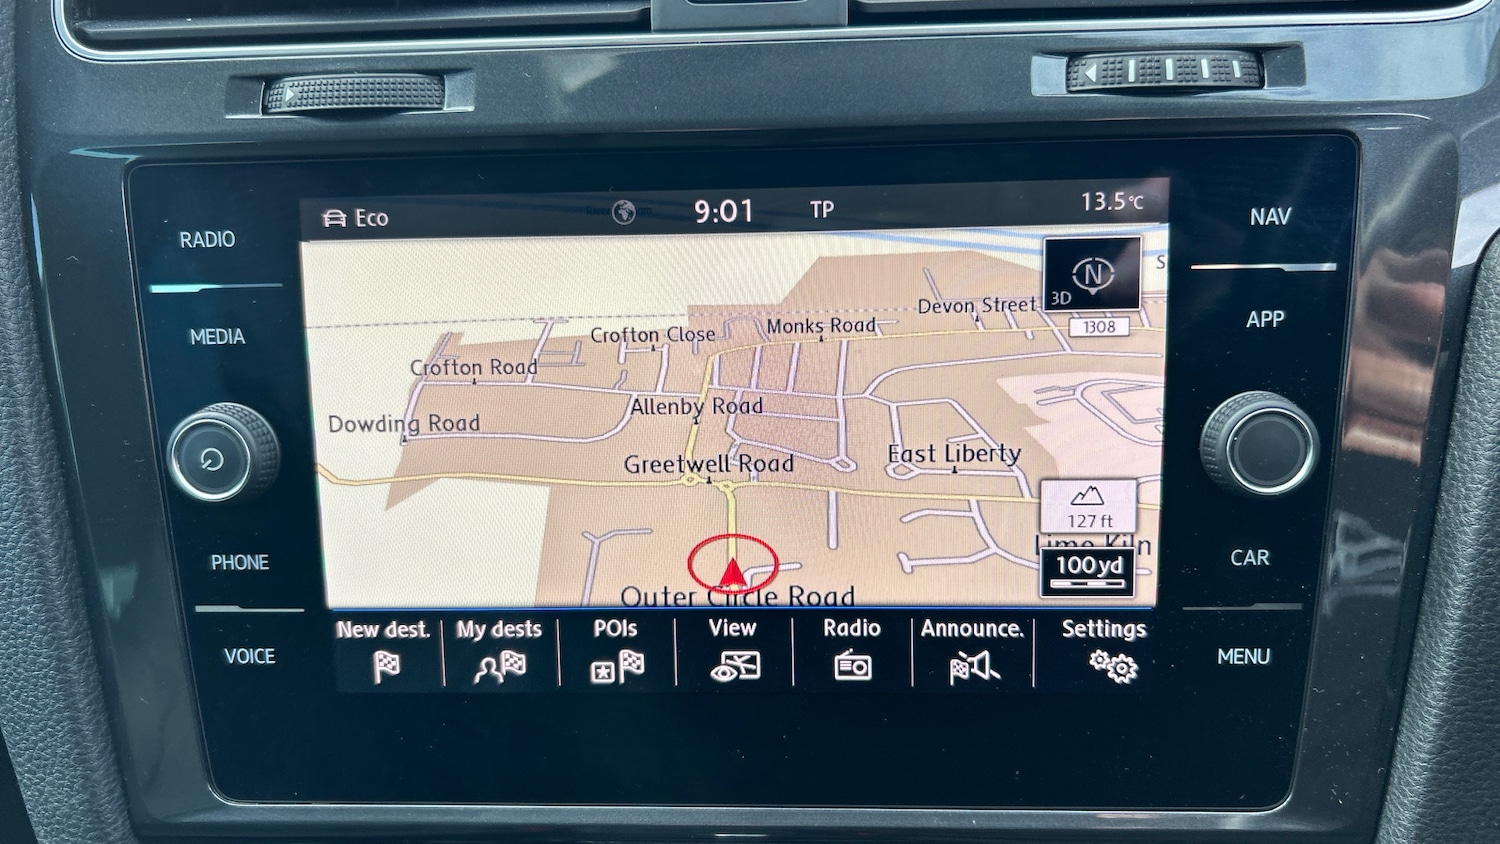 Eco
9:01
TP
13.5°C
RADIO
MEDIA
PHONE
VOICE
NAV
APP
CAR
MENU
N
3D
S
Devon Street
1308
Monks Road
Crofton Close
Crofton Road
Allenby Road
Dowding Road
Greetwell Road
East Liberty
127 ft
Lime Kiln
100yd
Outer Circle Road
New dest.
My dests
POIs
View
Radio
Announce.
Settings